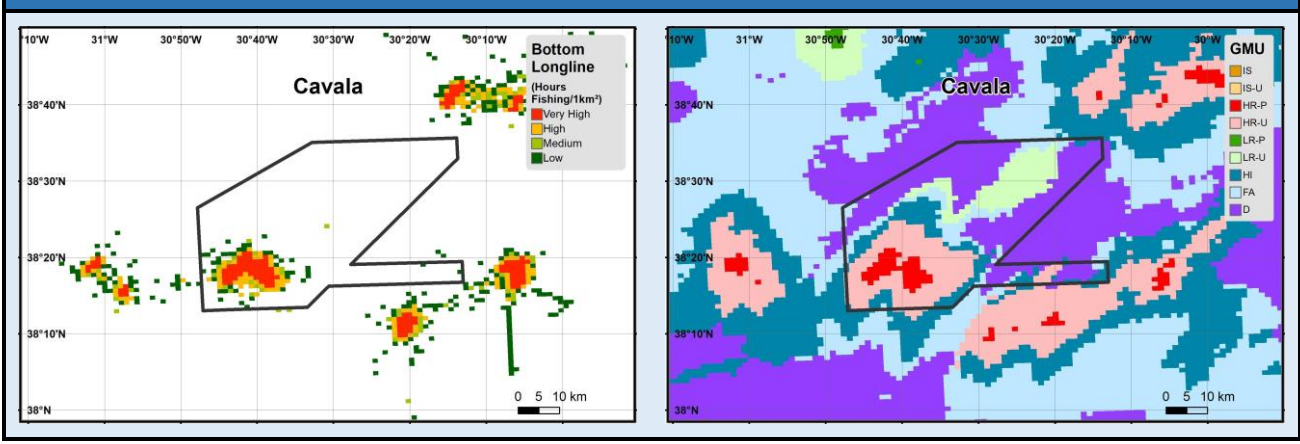 10°W 31°W 30°50'W 30°40'W 30°30'W 30°20'W 30°10'W
Cavala
Bottom
Longline
(Hours
Fishing/1km²)
Very High
High
Medium
Low
38°40'N
38°30'N
38°20'N
38°10'N
38°N
0 5 10 km
10°W 31°W 30°50'W 30°40'W 30°30'W 30°20'W 30°10'W 30°W
Cavala
GMU
IS
IS-U
HR-P
HR-U
LR-P
LR-U
HI
FA
D
38°40'N
38°30'N
38°20'N
38°10'N
38°N
0 5 10 km